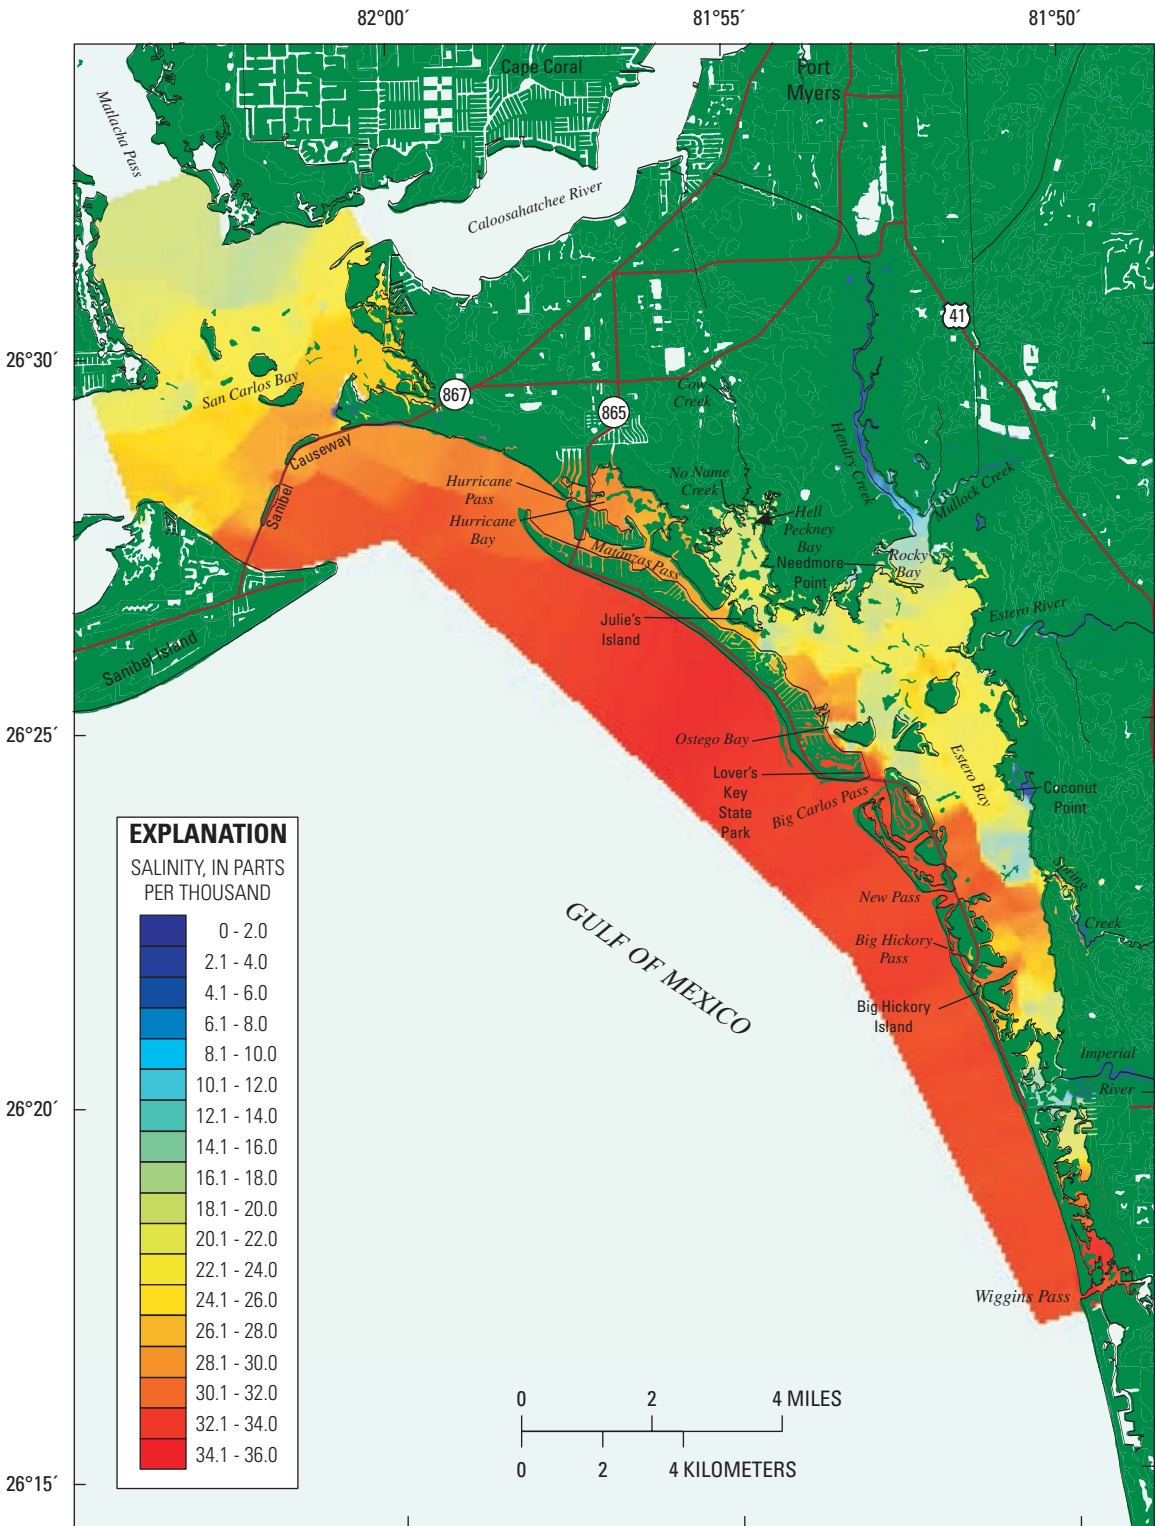 82°00´
81°55´
81°50´
Cape Coral
Fort
Myers
Matlacha Pass
Caloosahatchee River
41
26°30´
San Carlos Bay
867
865
Cow
Creek
Hendry Creek
Mullock Creek
Sanibel
Causeway
Hurricane
Pass
Hurricane
Bay
No Name
Creek
Hell
Peckney
Bay
Matanzas Pass
Needmore
Point
Rocky
Bay
Julie's
Island
Estero River
Sanibel Island
26°25´
Ostego Bay
Lover's
Key
State
Park
Big Carlos Pass
Estero Bay
Coconut
Point
Spring
Creek
New Pass
Big Hickory
Pass
Big Hickory
Island
GULF OF MEXICO
Imperial
River
26°20´
Wiggins Pass
26°15´
EXPLANATION
SALINITY, IN PARTS
PER THOUSAND
0 - 2.0
2.1 - 4.0
4.1 - 6.0
6.1 - 8.0
8.1 - 10.0
10.1 - 12.0
12.1 - 14.0
14.1 - 16.0
16.1 - 18.0
18.1 - 20.0
20.1 - 22.0
22.1 - 24.0
24.1 - 26.0
26.1 - 28.0
28.1 - 30.0
30.1 - 32.0
32.1 - 34.0
34.1 - 36.0
0 2 4 MILES
0 2 4 KILOMETERS